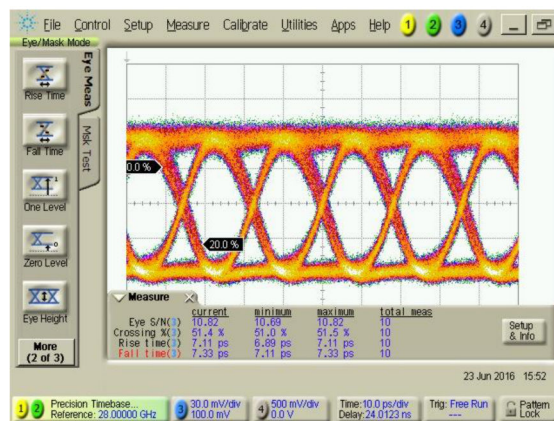 File Control Setup Measure Calibrate Utilities Apps Help 1 2 3 4
Eye/Mask Mode
Eye Meas
Msk Test
Rise Time
Fall Time
One Level
Zero Level
Eye Height
More
(2 of 3)
0.0 %
20.0 %
Measure
current minimum maximum total meas
Eye S/N(3) 10.82 10.69 10.82 10
Crossing %(3) 51.4 % 51.0 % 51.5 % 10
Rise time(3) 7.11 ps 6.89 ps 7.11 ps 10
Fall time(3) 7.33 ps 7.11 ps 7.33 ps 10
Setup
& Info
23 Jun 2016 15:52
1 2 Precision Timebase...
Reference: 28.00000 GHz
3 30.0 mV/div
100.0 mV
4 500 mV/div
0.0 V
Time:10.0 ps/div
Delay:24.0123 ns
Trig: Free Run
---
Pattern
Lock